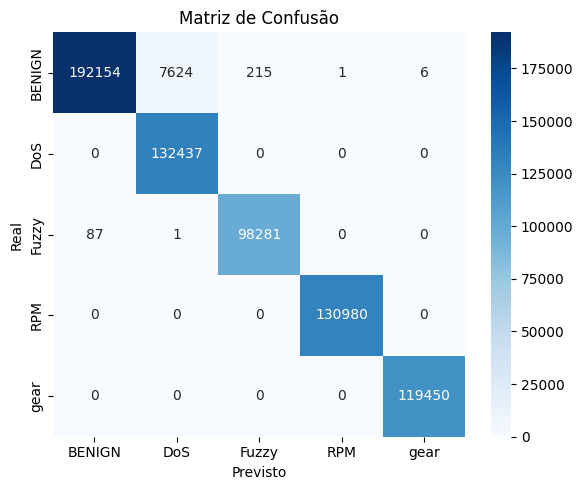 Matriz de Confusão
BENIGN 192154 7624 215 1 6
DoS 0 132437 0 0 0
Fuzzy 87 1 98281 0 0
RPM 0 0 0 130980 0
gear 0 0 0 0 119450
BENIGN DoS Fuzzy RPM gear
Real
Previsto
175000
150000
125000
100000
75000
50000
25000
0